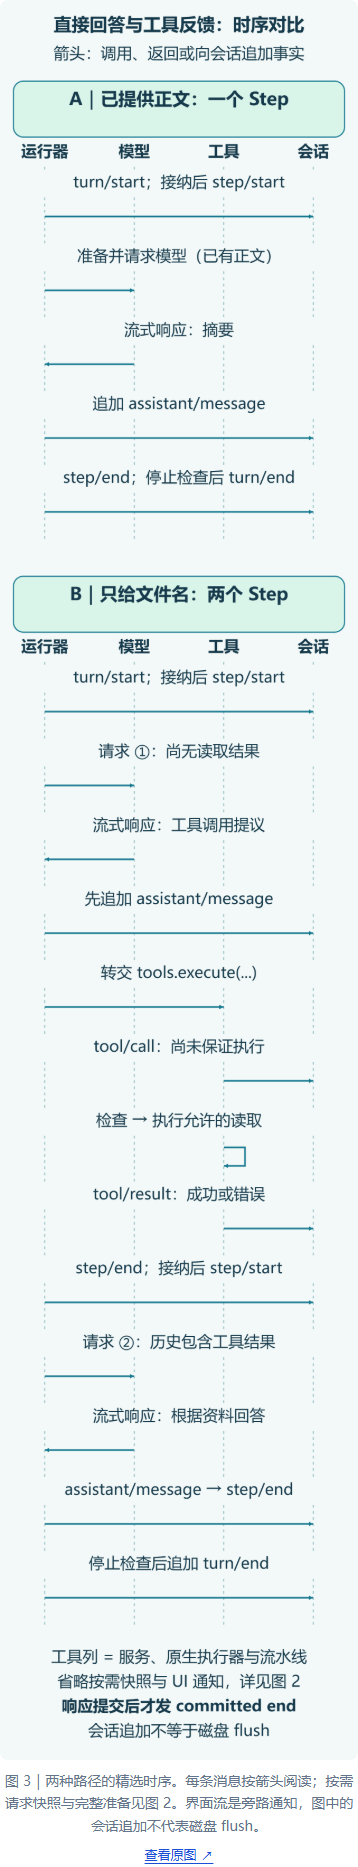 直接回答与工具反馈：时序对比
箭头：调用、返回或向会话追加事实
A｜已提供正文：一个 Step
运行器 模型 工具 会话
turn/start；接纳后 step/start
准备并请求模型（已有正文）
流式响应：摘要
追加 assistant/message
step/end；停止检查后 turn/end
B｜只给文件名：两个 Step
运行器 模型 工具 会话
turn/start；接纳后 step/start
请求 ①：尚无读取结果
流式响应：工具调用提议
先追加 assistant/message
转交 tools.execute(...)
tool/call：尚未保证执行
检查 → 执行允许的读取
tool/result：成功或错误
step/end；接纳后 step/start
请求 ②：历史包含工具结果
流式响应：根据资料回答
assistant/message → step/end
停止检查后追加 turn/end
工具列 = 服务、原生执行器与流水线
省略按需快照与 UI 通知，详见图 2
响应提交后才发 committed end
会话追加不等于磁盘 flush
图 3｜两种路径的精选时序。每条消息按箭头阅读；按需
请求快照与完整准备见图 2。界面流是旁路通知，图中的
会话追加不代表磁盘 flush。
查看原图 ↗